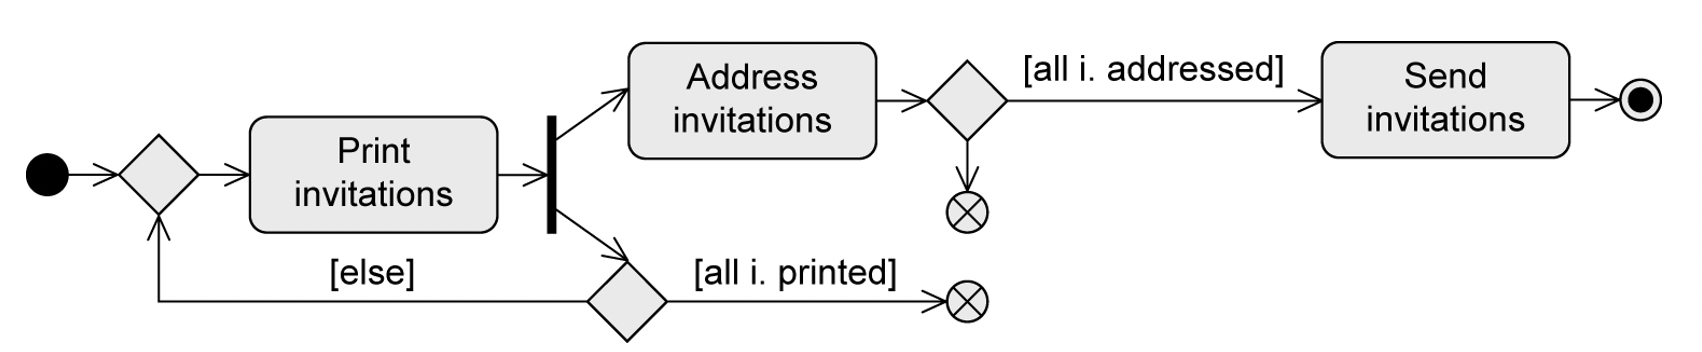 Print
invitations
Address
invitations
[all i. addressed]
Send
invitations
[else]
[all i. printed]